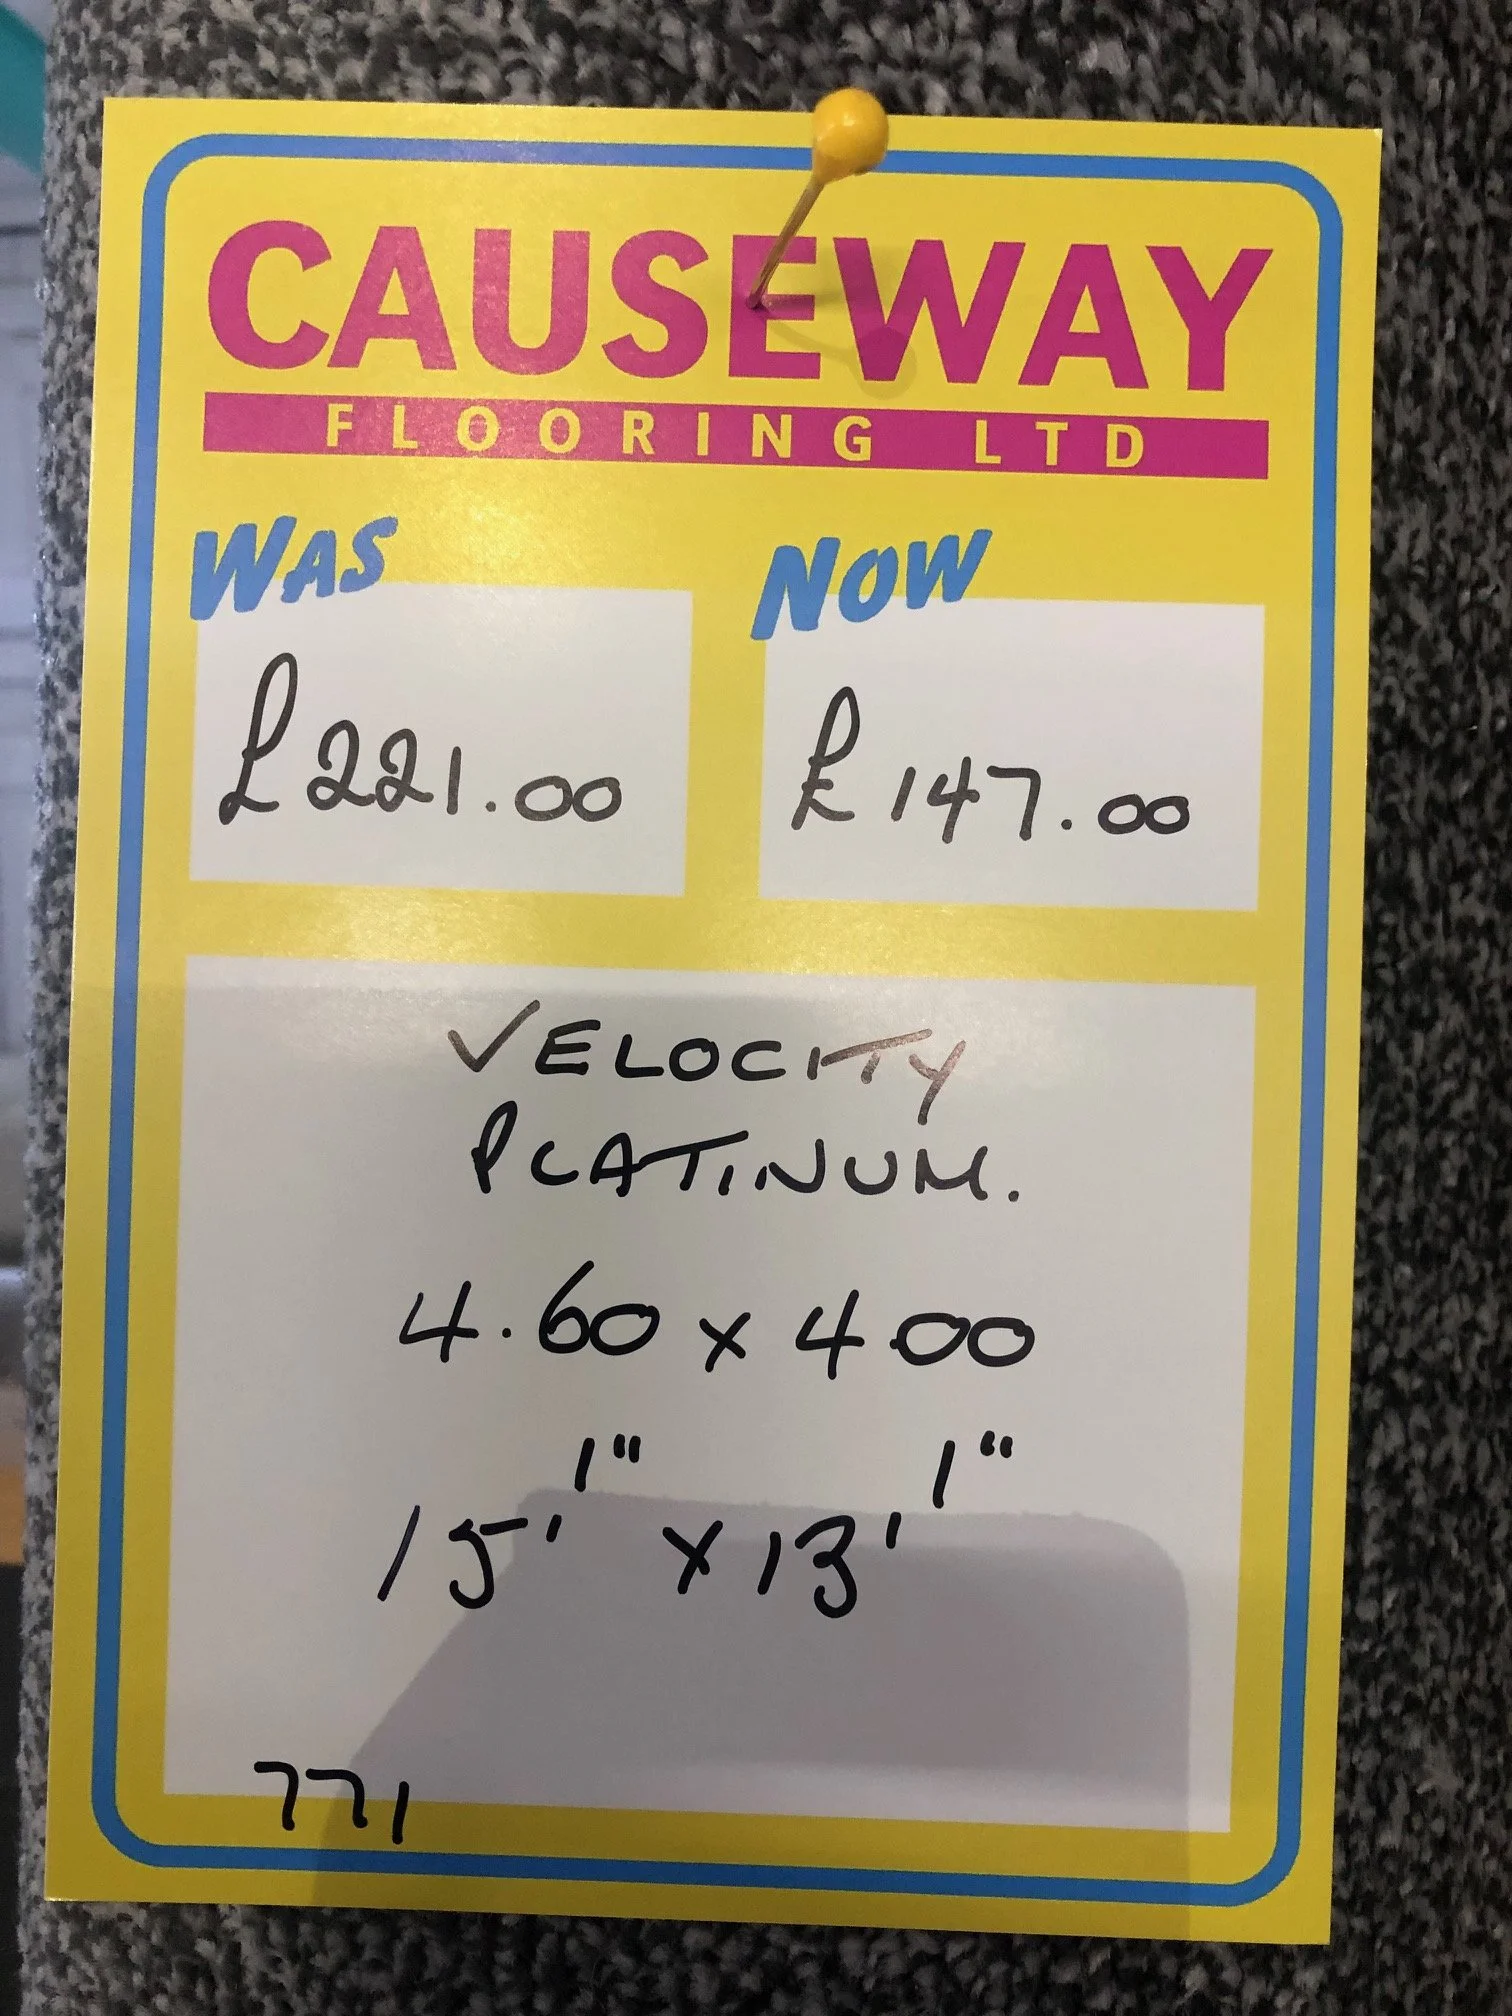 CAUSEWAY
FLOORING LTD
WAS
NOW
£221.00
£147.00
VELOCITY
PLATINUM.
4.60 x 4.00
15' 1" x 13' 1"
771